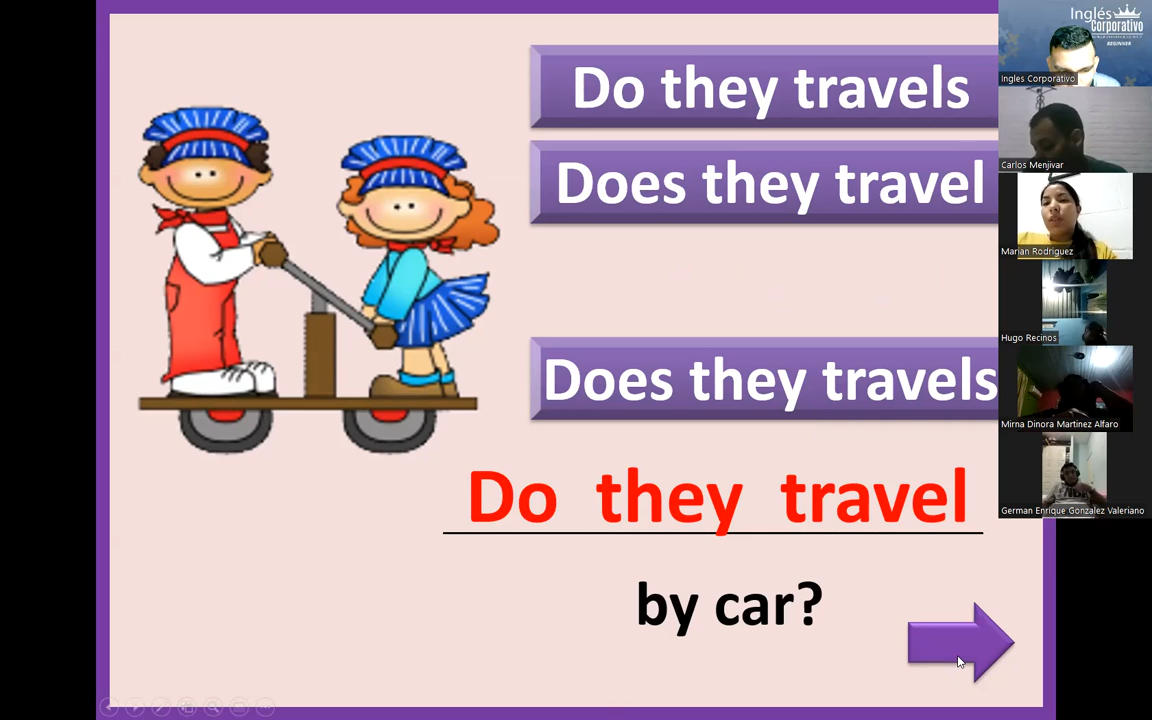 Do they travels
Does they travel
Does they travels
Do they travel
by car?
Inglés
Corporativo
BEGINNER
Ingles Corporativo
Carlos Menjivar
Marian Rodriguez
Hugo Recinos
Mirna Dinora Martinez Alfaro
German Enrique Gonzalez Valeriano